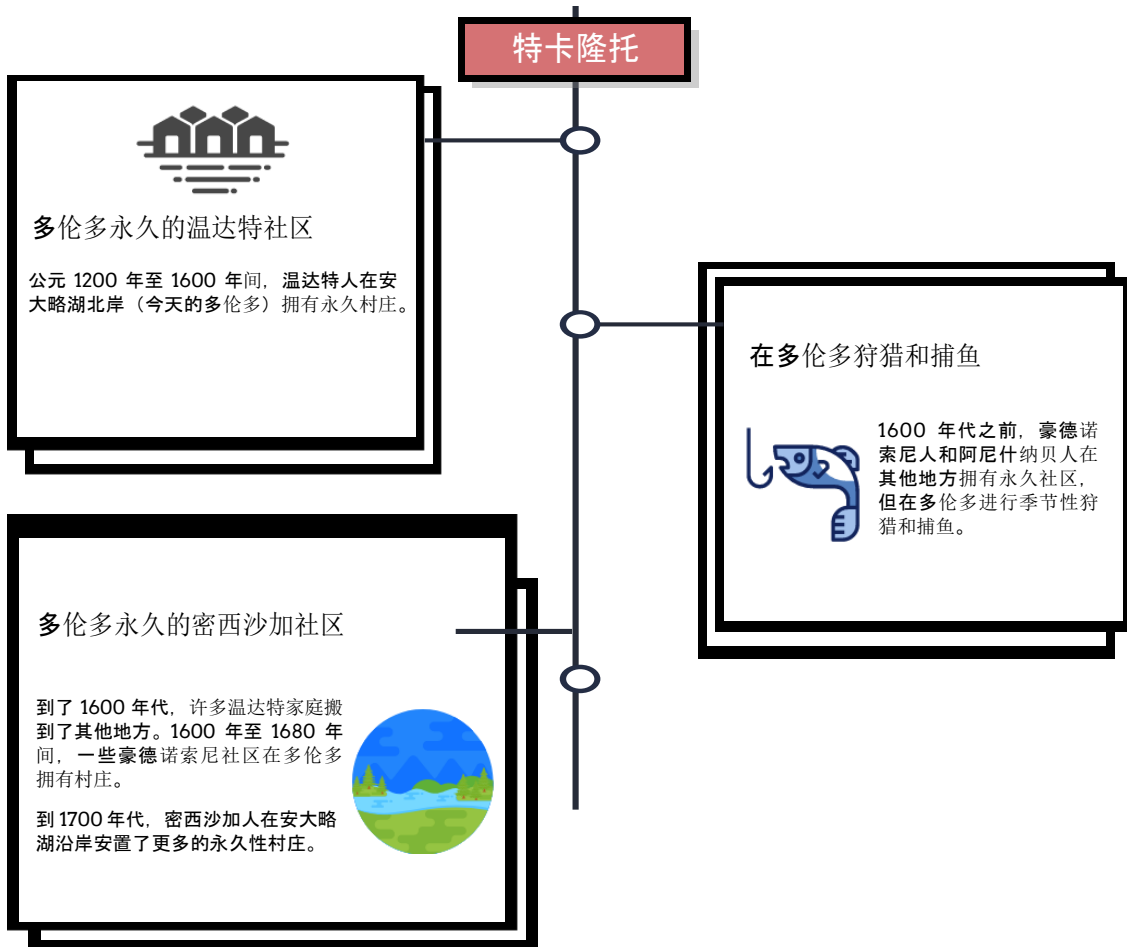 特卡隆托
多伦多永久的温达特社区
公元 1200 年至 1600 年间，温达特人在安
大略湖北岸（今天的多伦多）拥有永久村庄。
在多伦多狩猎和捕鱼
1600 年代之前，豪德诺
索尼人和阿尼什纳贝人在
其他地方拥有永久社区，
但在多伦多进行季节性狩
猎和捕鱼。
多伦多永久的密西沙加社区
到了 1600 年代，许多温达特家庭搬
到了其他地方。1600 年至 1680 年
间，一些豪德诺索尼社区在多伦多
拥有村庄。
到 1700 年代，密西沙加人在安大略
湖沿岸安置了更多的永久性村庄。